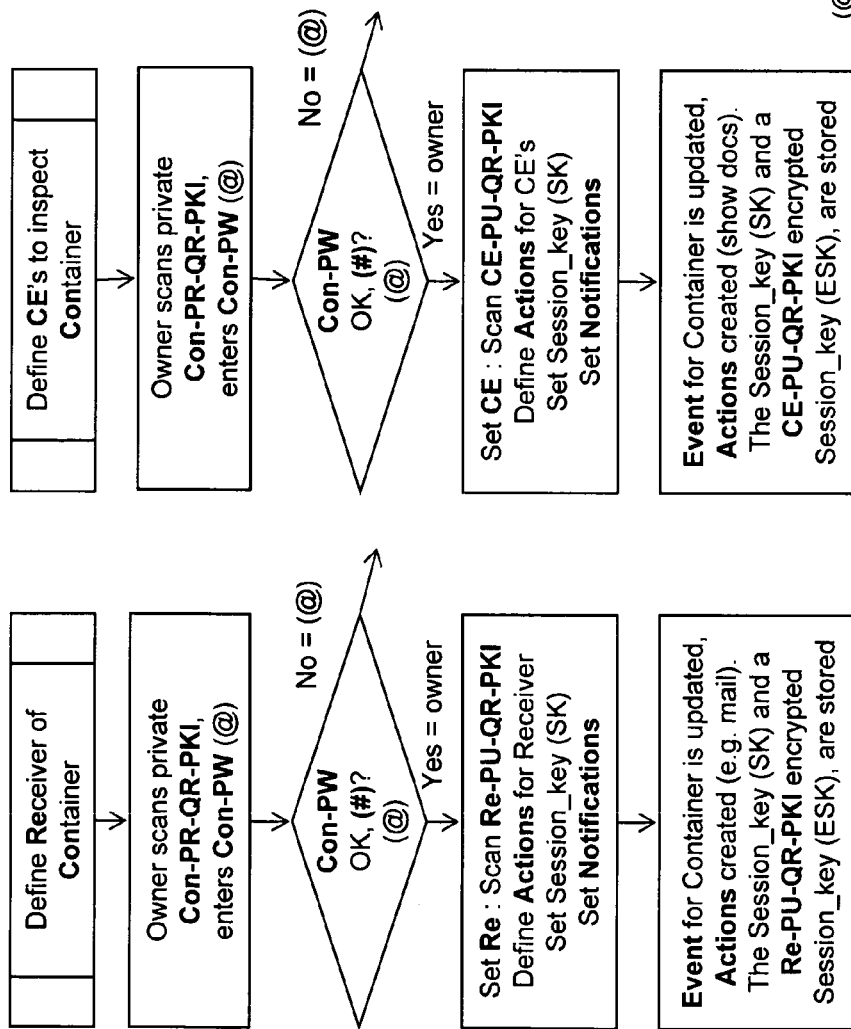 Define Receiver of
Container
Owner scans private
Con-PR-QR-PKI,
enters Con-PW (@)
Con-PW
OK, (#)?
(@)
No = (@)
Yes = owner
Set Re : Scan Re-PU-QR-PKI
Define Actions for Receiver
Set Session_key (SK)
Set Notifications
Event for Container is updated,
Actions created (e.g. mail).
The Session_key (SK) and a
Re-PU-QR-PKI encrypted
Session_key (ESK), are stored
Define CE's to inspect
Container
Owner scans private
Con-PR-QR-PKI,
enters Con-PW (@)
Con-PW
OK, (#)?
(@)
No = (@)
Yes = owner
Set CE : Scan CE-PU-QR-PKI
Define Actions for CE's
Set Session_key (SK)
Set Notifications
Event for Container is updated,
Actions created (show docs).
The Session_key (SK) and a
CE-PU-QR-PKI encrypted
Session_key (ESK), are stored
(@